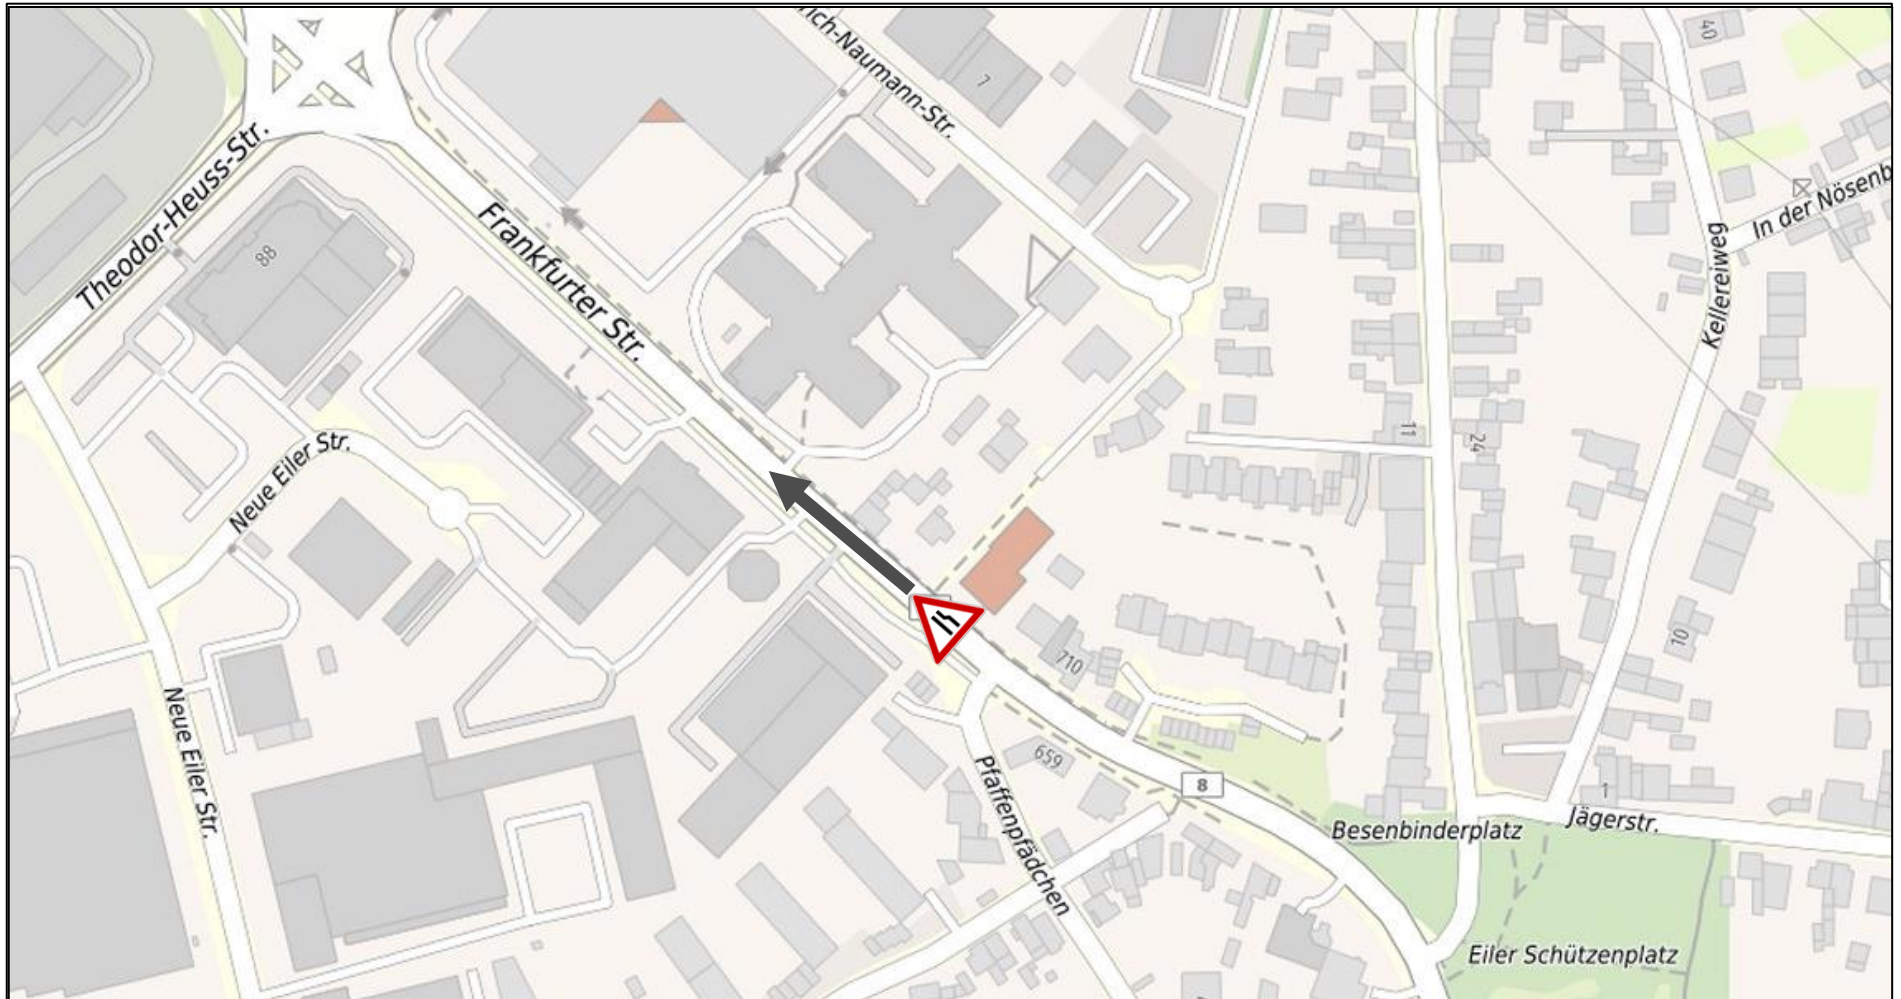 rich-Naumann-Str.
7
40
Theodor-Heuss-Str.
88
Frankfurter Str.
Kellereiweg
In der Nösenb
11
24
Neue Eiler Str.
Neue Eiler Str.
710
10
659
Pfaffenpfädchen
8
1
Jägerstr.
Besenbinderplatz
Eiler Schützenplatz